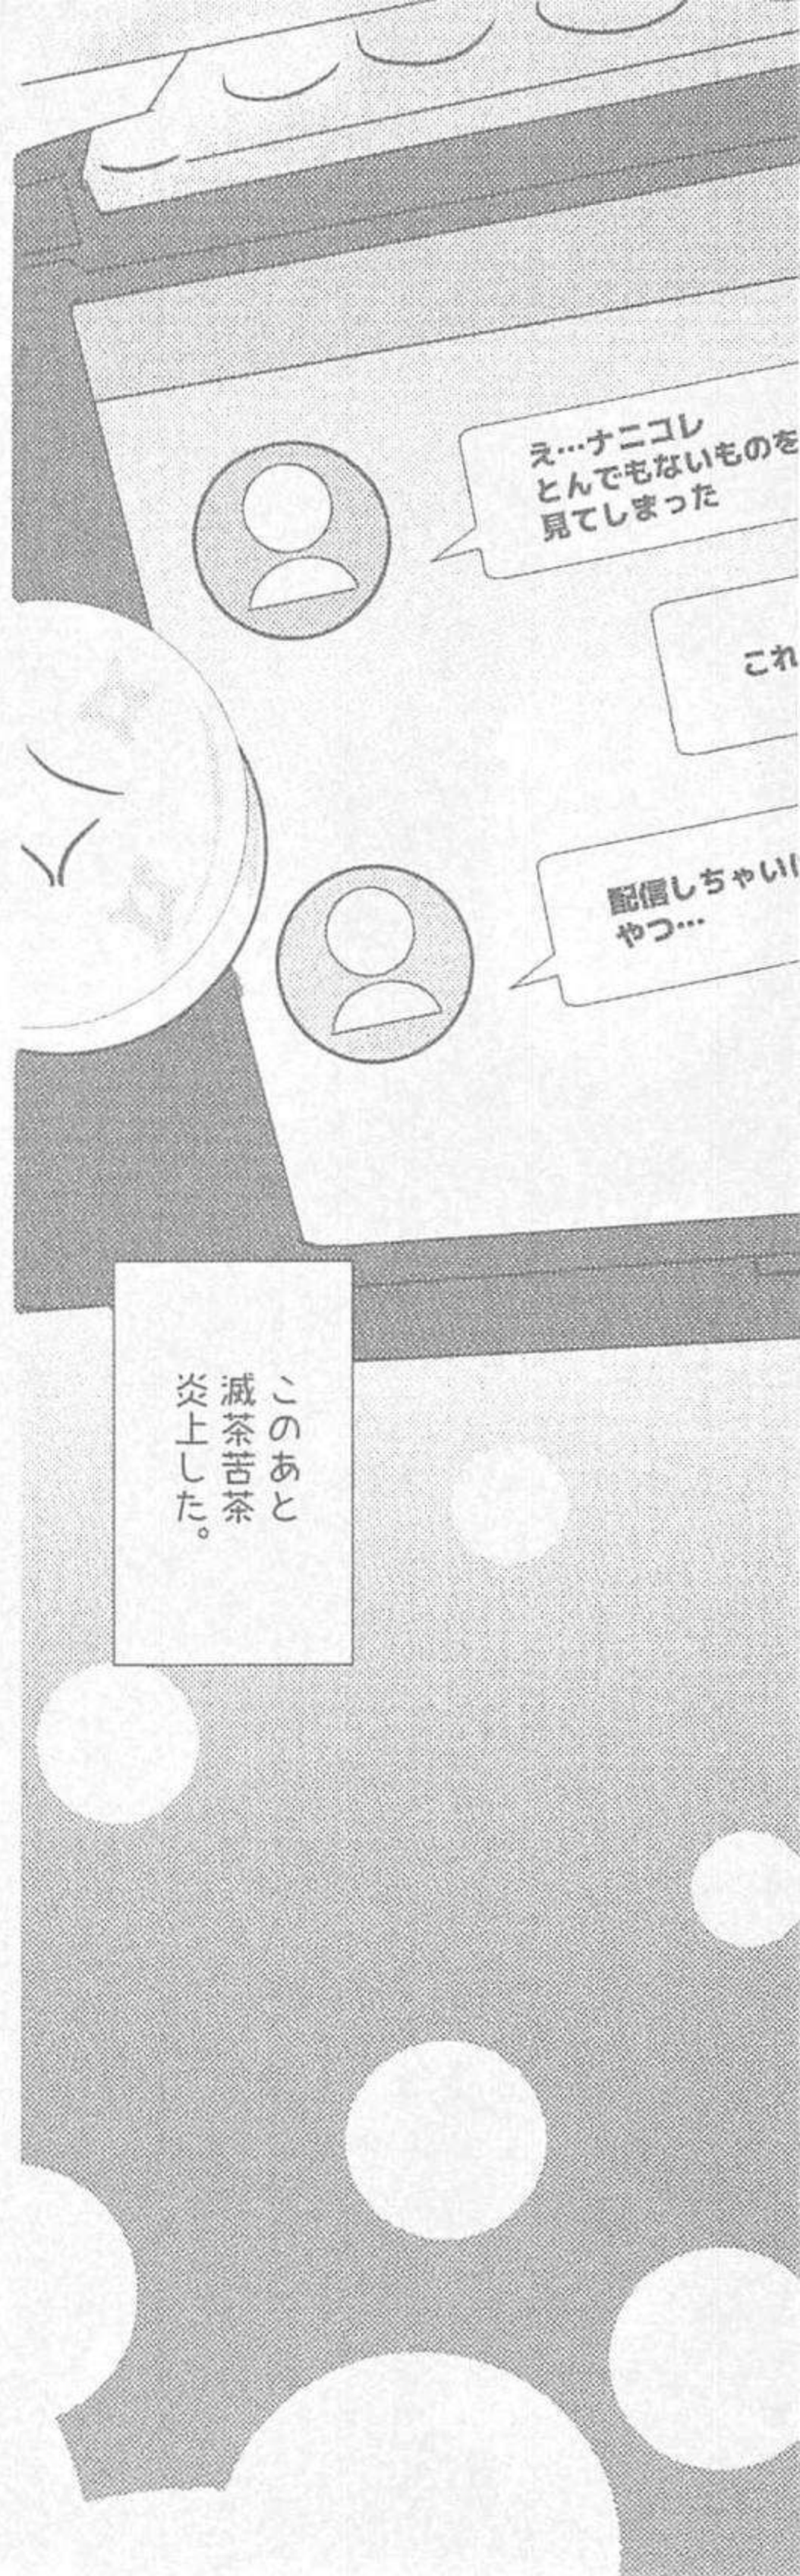 え…ナニコレ
とんでもないものを
見てしまった
これ
配信しちゃい
やつ…
このあと
滅茶苦茶
炎上した。